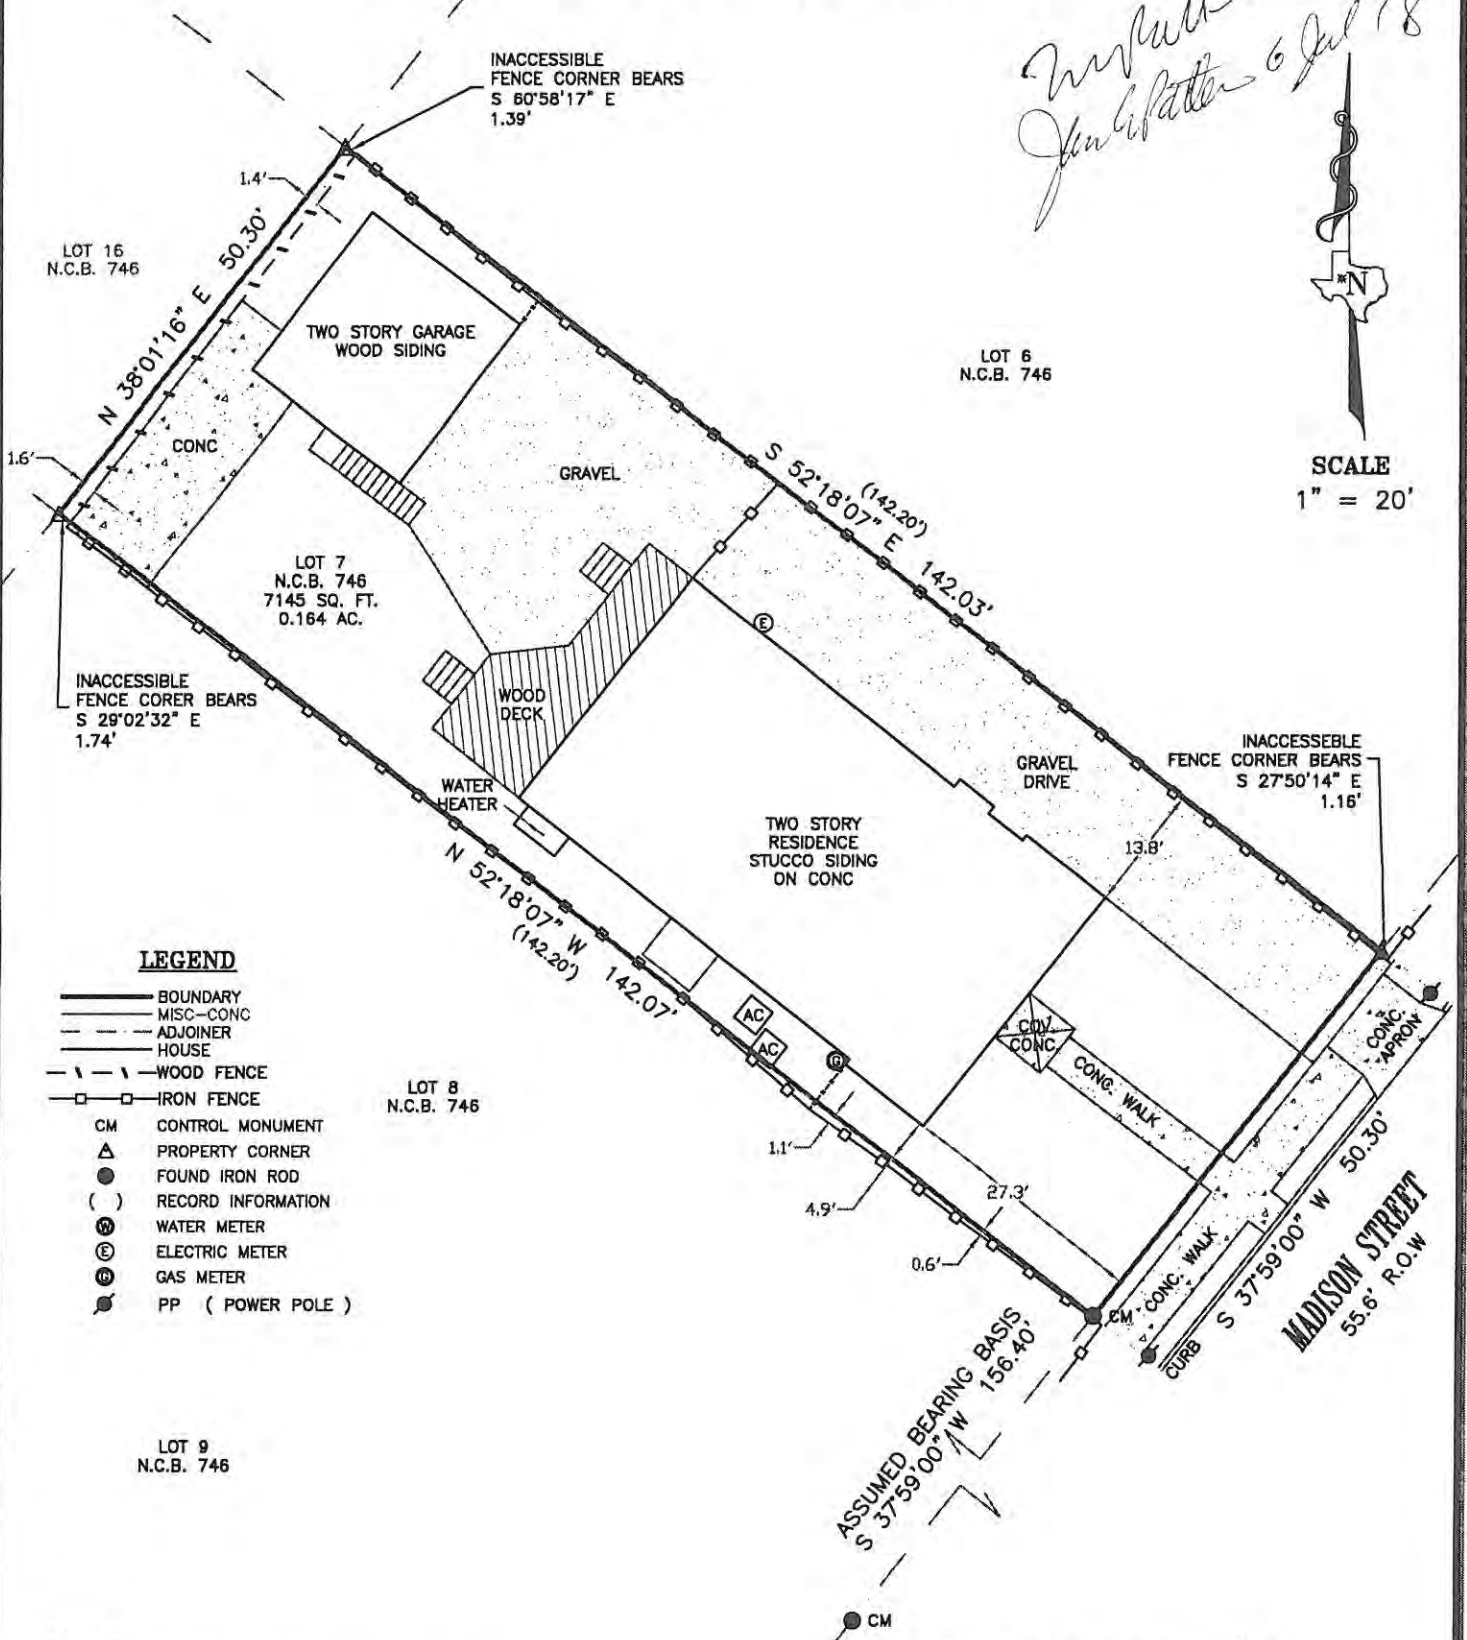 INACCESSIBLE
FENCE CORNER BEARS
S 60°58'17" E
1.39'
6 Jul 18
1.4'
LOT 16
N.C.B. 746
N 38°01'16" E 50.30'
TWO STORY GARAGE
WOOD SIDING
N
LOT 6
N.C.B. 746
CONC
1.6'
GRAVEL
S 52°18'07" E 142.03'
(142.20')
SCALE
1" = 20'
LOT 7
N.C.B. 746
7145 SQ. FT.
0.164 AC.
E
INACCESSIBLE
FENCE CORER BEARS
S 29°02'32" E
1.74'
WOOD
DECK
INACCESSEBLE
FENCE CORNER BEARS
S 27°50'14" E
1.16'
GRAVEL
DRIVE
WATER
HEATER
TWO STORY
RESIDENCE
STUCCO SIDING
ON CONC
13.8'
N 52°18'07" W 142.07'
(142.20')
LEGEND
BOUNDARY
MISC-CONC
ADJOINER
HOUSE
WOOD FENCE
IRON FENCE
CM CONTROL MONUMENT
PROPERTY CORNER
FOUND IRON ROD
( ) RECORD INFORMATION
W WATER METER
E ELECTRIC METER
G GAS METER
PP ( POWER POLE )
AC
AC
G
COV.
CONC.
CONC. WALK
CONC.
APRON
LOT 8
N.C.B. 746
1.1'
4.9'
27.3'
0.6'
CM
CONC. WALK
CURB
S 37°59'00" W 50.30'
MADISON STREET
55.6' R.O.W
ASSUMED BEARING BASIS
S 37°59'00" W 156.40'
LOT 9
N.C.B. 746
CM